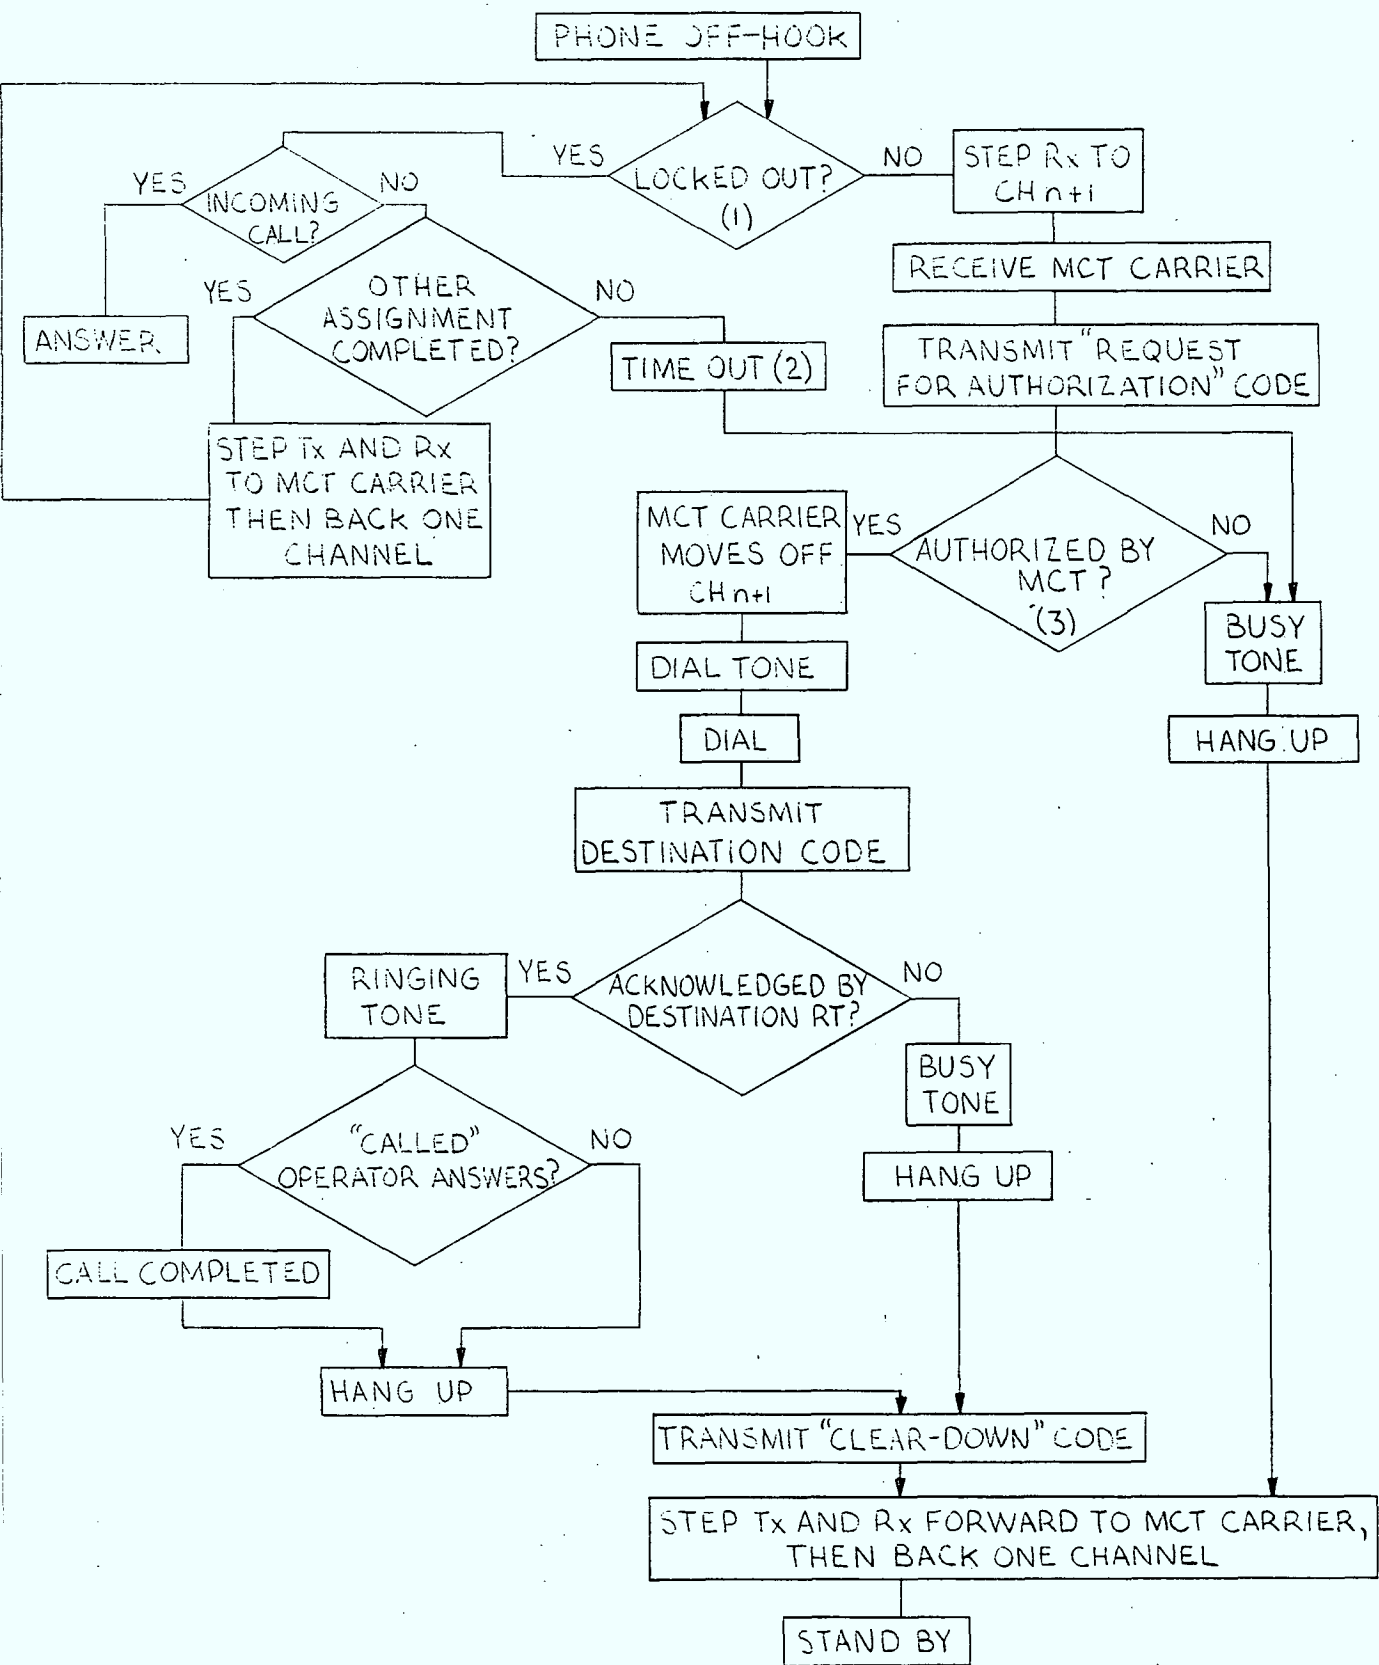 PHONE OFF-HOOK
YES
LOCKED OUT?
(1)
NO
STEP Rx TO
CH n+1
YES
INCOMING
CALL?
NO
RECEIVE MCT CARRIER
ANSWER
YES
OTHER
ASSIGNMENT
COMPLETED?
NO
TIME OUT (2)
TRANSMIT "REQUEST
FOR AUTHORIZATION" CODE
STEP Tx AND Rx
TO MCT CARRIER
THEN BACK ONE
CHANNEL
MCT CARRIER
MOVES OFF
CH n+1
YES
AUTHORIZED BY
MCT?
(3)
NO
BUSY
TONE
DIAL TONE
HANG UP
DIAL
TRANSMIT
DESTINATION CODE
RINGING
TONE
YES
ACKNOWLEDGED BY
DESTINATION RT?
NO
BUSY
TONE
YES
"CALLED"
OPERATOR ANSWERS?
NO
HANG UP
CALL COMPLETED
HANG UP
TRANSMIT "CLEAR-DOWN" CODE
STEP Tx AND Rx FORWARD TO MCT CARRIER,
THEN BACK ONE CHANNEL
STAND BY